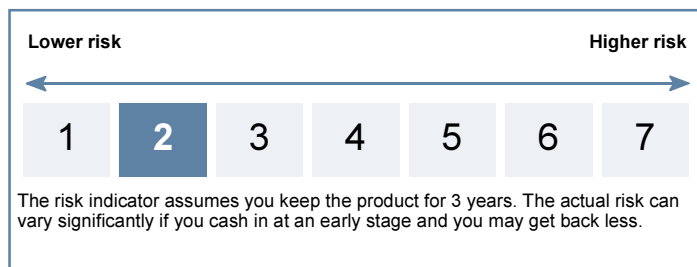 Lower risk Higher risk
1 2 3 4 5 6 7
The risk indicator assumes you keep the product for 3 years. The actual risk can
vary significantly if you cash in at an early stage and you may get back less.